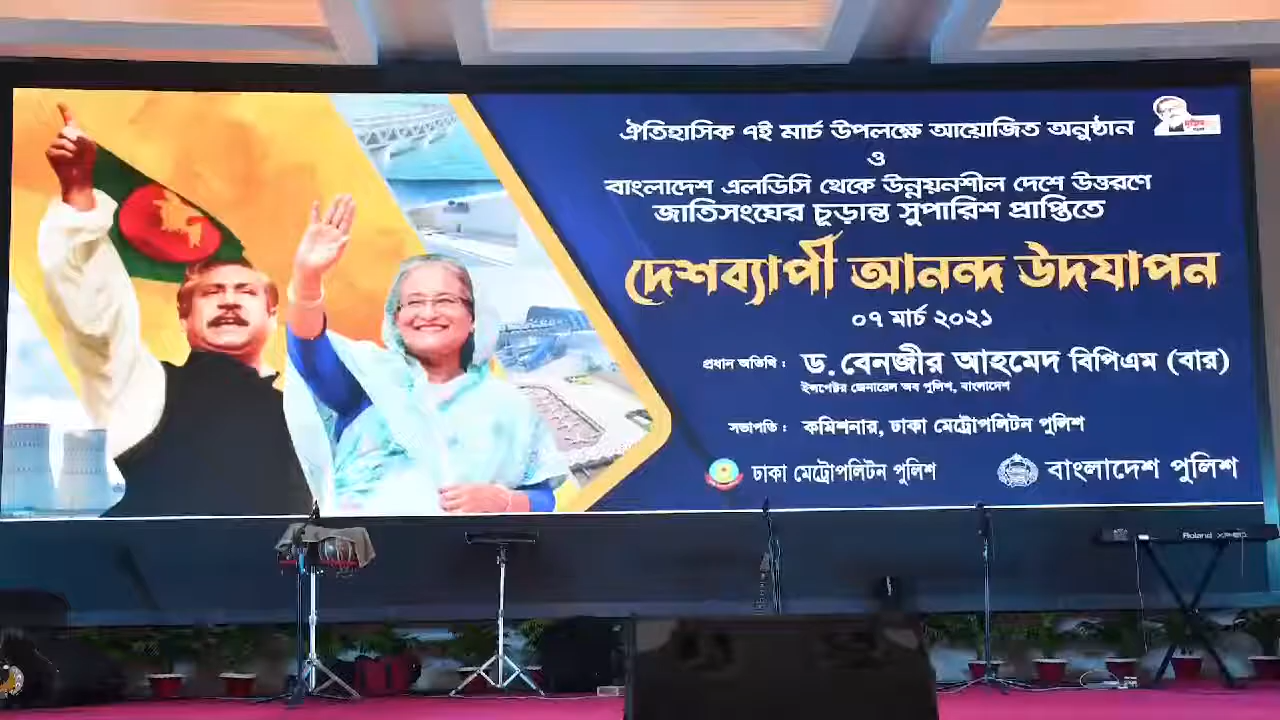 ঐতিহাসিক ৭ই মার্চ উপলক্ষে আয়োজিত অনুষ্ঠান
ও
বাংলাদেশ এলডিসি থেকে উন্নয়নশীল দেশে উত্তরণে
জাতিসংঘের চূড়ান্ত সুপারিশ প্রাপ্তিতে
দেশব্যাপী আনন্দ উদযাপন
০৭ মার্চ ২০২১
প্রধান অতিথি : ড. বেনজীর আহমেদ বিপিএম (বার)
ইন্সপেক্টর জেনারেল অব পুলিশ, বাংলাদেশ
সভাপতি : কমিশনার, ঢাকা মেট্রোপলিটন পুলিশ
ঢাকা মেট্রোপলিটন পুলিশ
বাংলাদেশ পুলিশ
Roland